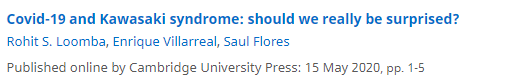 Covid-19 and Kawasaki syndrome: should we really be surprised?
Rohit S. Loomba, Enrique Villarreal, Saul Flores
Published online by Cambridge University Press: 15 May 2020, pp. 1-5